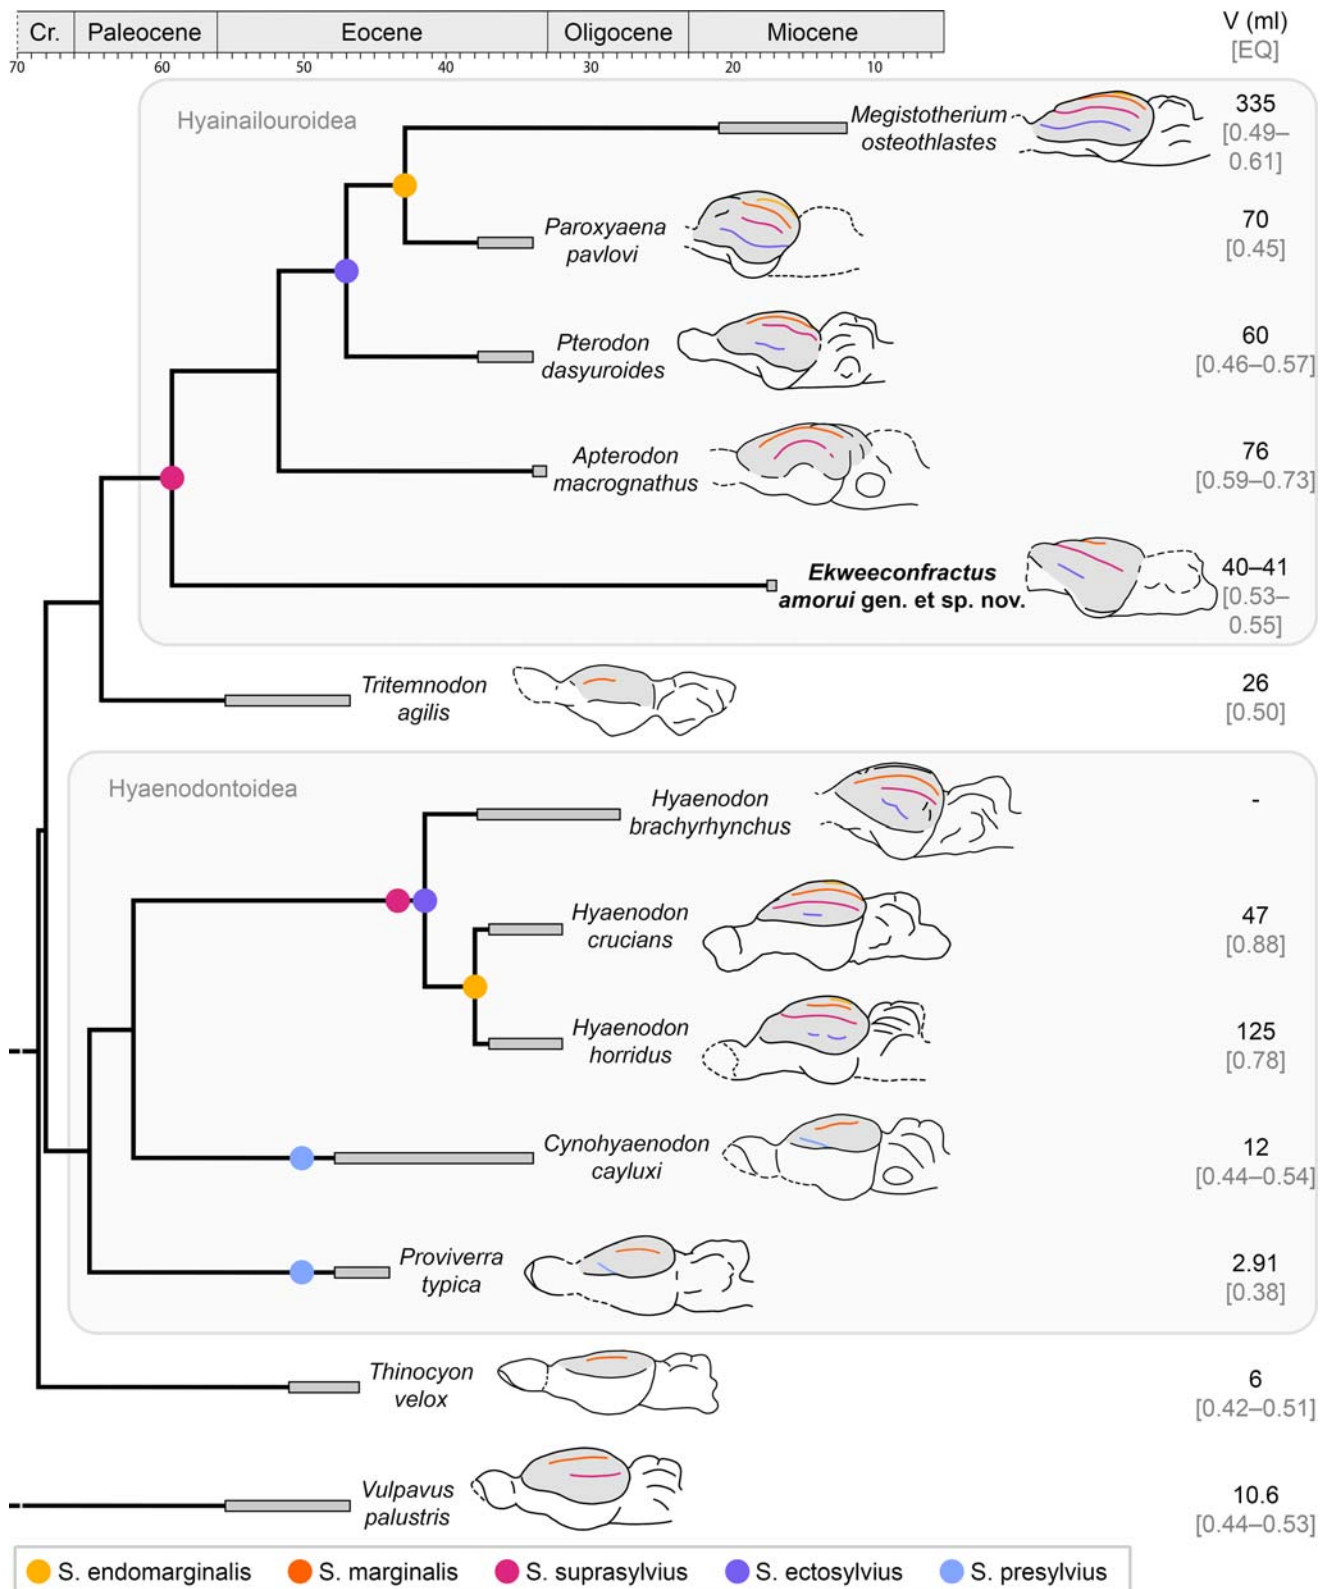 Cr. Paleocene Eocene Oligocene Miocene V (ml)
[EQ]
70 60 50 40 30 20 10
Hyainailouroidea
Megistotherium
osteothlastes
335
[0.49–
0.61]
Paroxyaena
pavlovi
70
[0.45]
Pterodon
dasyuroides
60
[0.46–0.57]
Apterodon
macrognathus
76
[0.59–0.73]
Ekweeconfractus
amorui gen. et sp. nov.
40–41
[0.53–
0.55]
Tritemnodon
agilis
26
[0.50]
Hyaenodontoidea
Hyaenodon
brachyrhynchus
-
Hyaenodon
crucians
47
[0.88]
Hyaenodon
horridus
125
[0.78]
Cynohyaenodon
cayluxi
12
[0.44–0.54]
Proviverra
typica
2.91
[0.38]
Thinocyon
velox
6
[0.42–0.51]
Vulpavus
palustris
10.6
[0.44–0.53]
S. endomarginalis S. marginalis S. suprasylvius S. ectosylvius S. presylvius